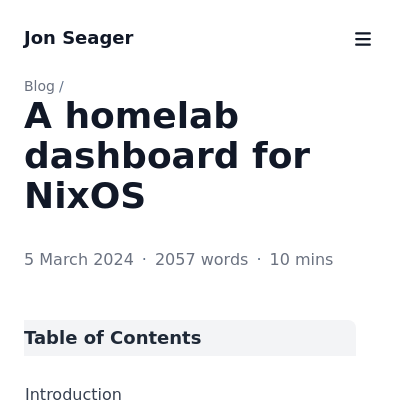 Jon Seager
Blog /
A homelab
dashboard for
NixOS
5 March 2024 · 2057 words · 10 mins
Table of Contents
Introduction